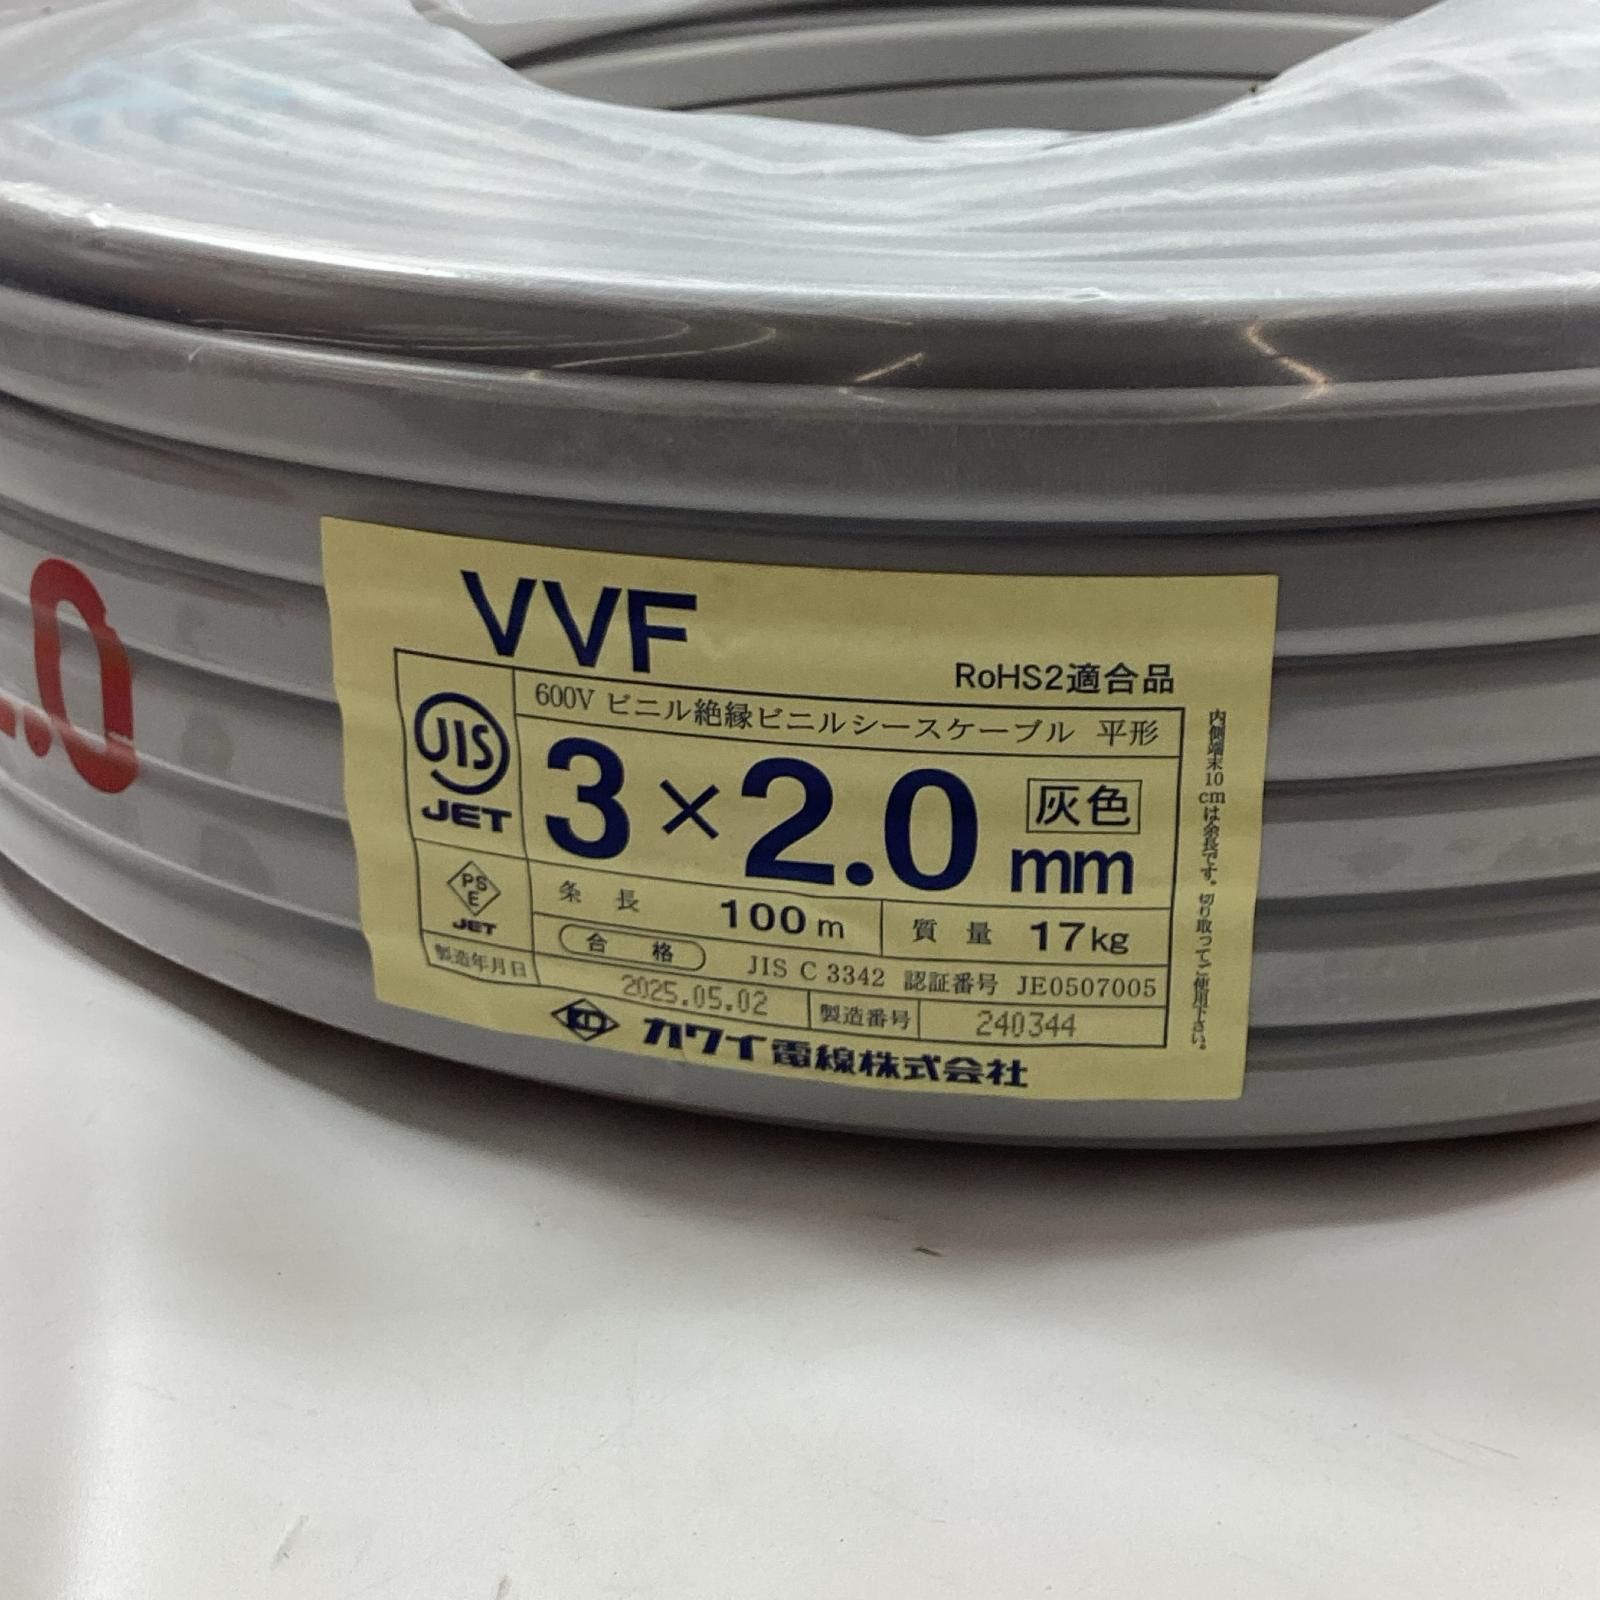 .0
VVF
RoHS2適合品
JIS
JET
600V ビニル絶縁ビニルシースケーブル 平形
3×2.0mm
灰色
PS
E
JET
条長 100m
質量 17kg
合格
JIS C 3342 認証番号 JE0507005
製造年月日 2025.05.02
製造番号 240344
カワイ電線株式会社
内側端末10cmは余長です。切り取ってご使用下さい。